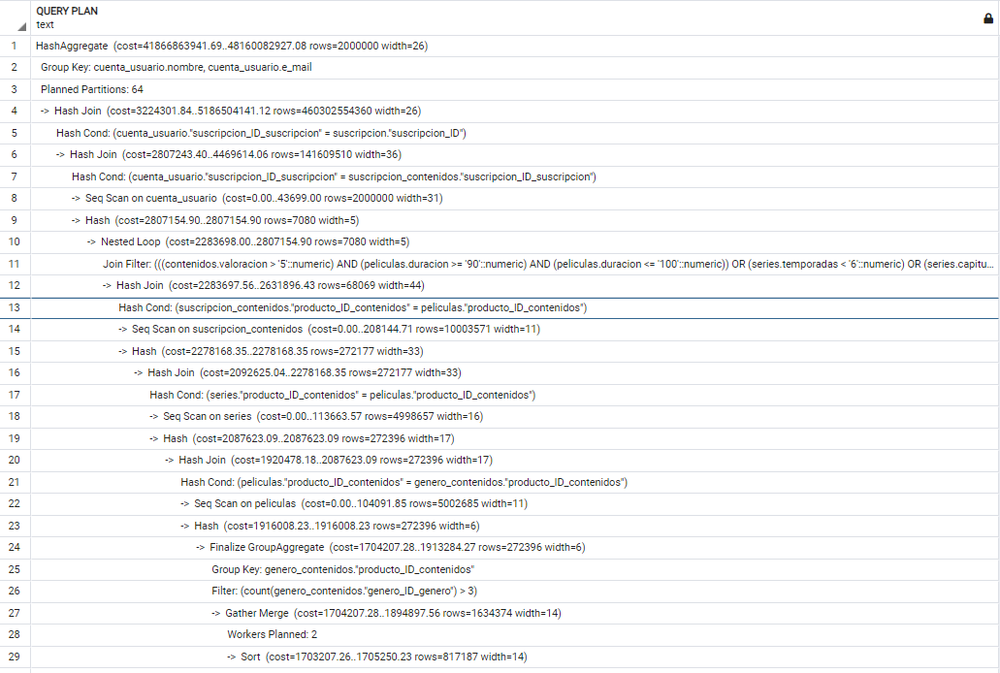 QUERY PLAN
text
1 HashAggregate (cost=41866863941.69..48160082927.08 rows=2000000 width=26)
2 Group Key: cuenta_usuario.nombre, cuenta_usuario.e_mail
3 Planned Partitions: 64
4 -> Hash Join (cost=3224301.84..5186504141.12 rows=460302554360 width=26)
5 Hash Cond: (cuenta_usuario."suscripcion_ID_suscripcion" = suscripcion."suscripcion_ID")
6 -> Hash Join (cost=2807243.40..4469614.06 rows=141609510 width=36)
7 Hash Cond: (cuenta_usuario."suscripcion_ID_suscripcion" = suscripcion_contenidos."suscripcion_ID_suscripcion")
8 -> Seq Scan on cuenta_usuario (cost=0.00..43699.00 rows=2000000 width=31)
9 -> Hash (cost=2807154.90..2807154.90 rows=7080 width=5)
10 -> Nested Loop (cost=2283698.00..2807154.90 rows=7080 width=5)
11 Join Filter: (((contenidos.valoracion > '5'::numeric) AND (peliculas.duracion >= '90'::numeric) AND (peliculas.duracion <= '100'::numeric)) OR (series.temporadas < '6'::numeric) OR (series.capitu...
12 -> Hash Join (cost=2283697.56..2631896.43 rows=68069 width=44)
13 Hash Cond: (suscripcion_contenidos."producto_ID_contenidos" = peliculas."producto_ID_contenidos")
14 -> Seq Scan on suscripcion_contenidos (cost=0.00..208144.71 rows=10003571 width=11)
15 -> Hash (cost=2278168.35..2278168.35 rows=272177 width=33)
16 -> Hash Join (cost=2092625.04..2278168.35 rows=272177 width=33)
17 Hash Cond: (series."producto_ID_contenidos" = peliculas."producto_ID_contenidos")
18 -> Seq Scan on series (cost=0.00..113663.57 rows=4998657 width=16)
19 -> Hash (cost=2087623.09..2087623.09 rows=272396 width=17)
20 -> Hash Join (cost=1920478.18..2087623.09 rows=272396 width=17)
21 Hash Cond: (peliculas."producto_ID_contenidos" = genero_contenidos."producto_ID_contenidos")
22 -> Seq Scan on peliculas (cost=0.00..104091.85 rows=5002685 width=11)
23 -> Hash (cost=1916008.23..1916008.23 rows=272396 width=6)
24 -> Finalize GroupAggregate (cost=1704207.28..1913284.27 rows=272396 width=6)
25 Group Key: genero_contenidos."producto_ID_contenidos"
26 Filter: (count(genero_contenidos."genero_ID_genero") > 3)
27 -> Gather Merge (cost=1704207.28..1894897.56 rows=1634374 width=14)
28 Workers Planned: 2
29 -> Sort (cost=1703207.26..1705250.23 rows=817187 width=14)